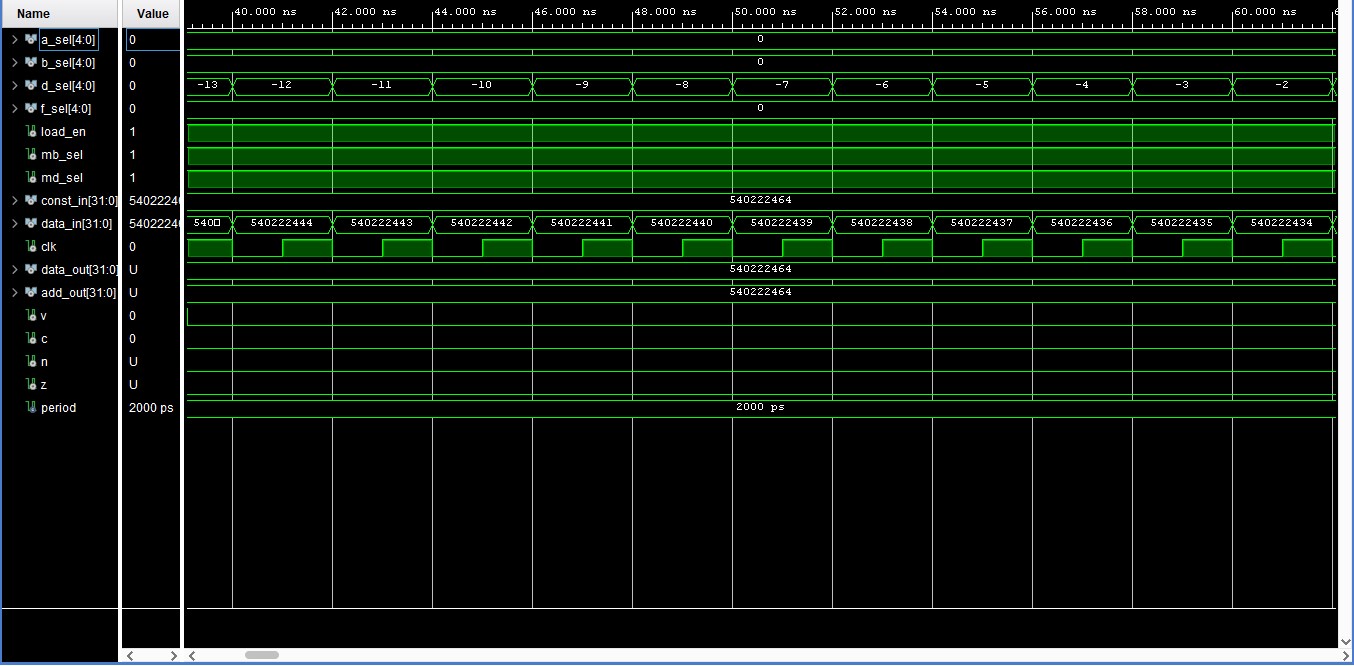 Name Value 40.000 ns 42.000 ns 44.000 ns 46.000 ns 48.000 ns 50.000 ns 52.000 ns 54.000 ns 56.000 ns 58.000 ns 60.000 ns 6
a_sel[4:0] 0 0
b_sel[4:0] 0 0
d_sel[4:0] 0 -13 -12 -11 -10 -9 -8 -7 -6 -5 -4 -3 -2
f_sel[4:0] 0 0
load_en 1
mb_sel 1
md_sel 1
const_in[31:0] 54022246 540222464
data_in[31:0] 54022246 540 540222444 540222443 540222442 540222441 540222440 540222439 540222438 540222437 540222436 540222435 540222434
clk 0
data_out[31:0] U 540222464
add_out[31:0] U 540222464
v 0
c 0
n U
z U
period 2000 ps 2000 ps